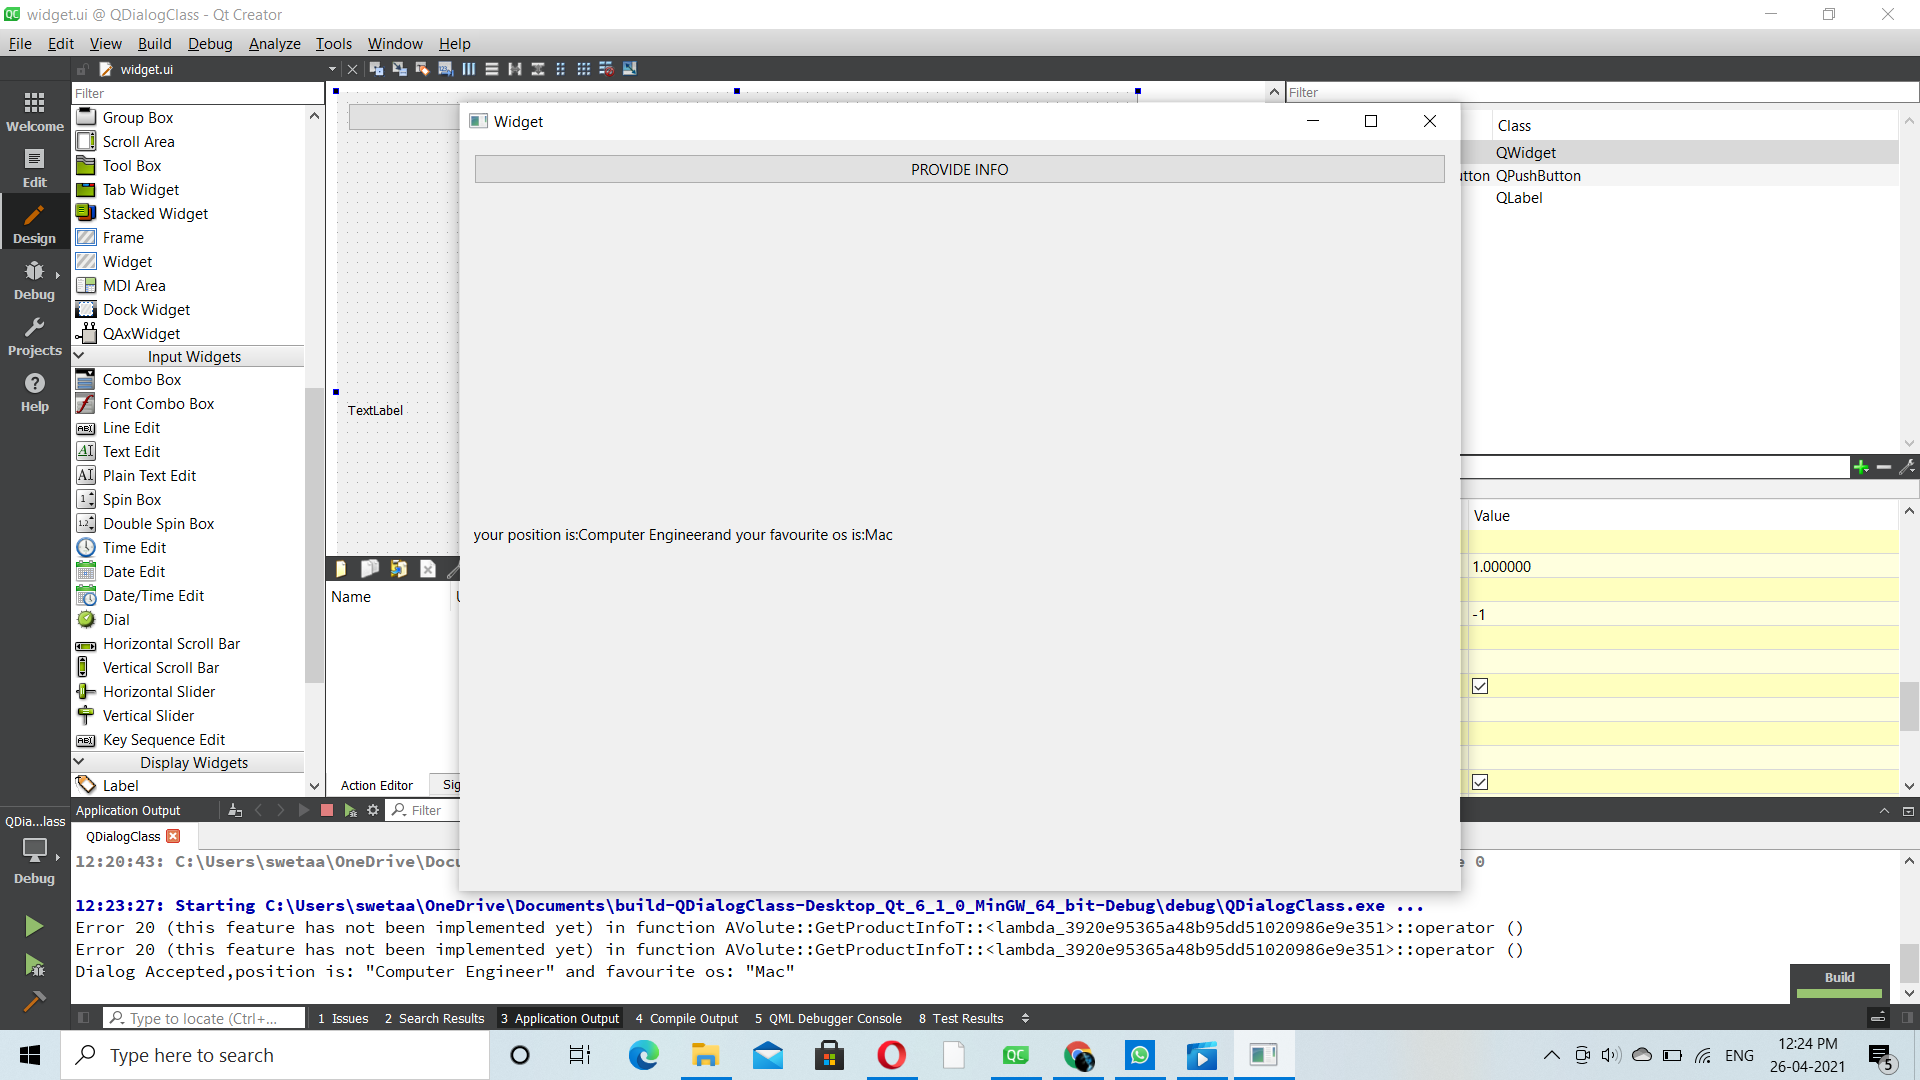 widget.ui @ QDialogClass - Qt Creator
File Edit View Build Debug Analyze Tools Window Help
widget.ui
Filter
Filter
Welcome
Edit
Design
Debug
Projects
Help
Group Box
Scroll Area
Tool Box
Tab Widget
Stacked Widget
Frame
Widget
MDI Area
Dock Widget
QAxWidget
Input Widgets
Combo Box
Font Combo Box
Line Edit
Text Edit
Plain Text Edit
Spin Box
Double Spin Box
Time Edit
Date Edit
Date/Time Edit
Dial
Horizontal Scroll Bar
Vertical Scroll Bar
Horizontal Slider
Vertical Slider
Key Sequence Edit
Display Widgets
Label
TextLabel
Name
Action Editor
Sig
Widget
PROVIDE INFO
your position is:Computer Engineerand your favourite os is:Mac
Class
QWidget
utton QPushButton
QLabel
Value
1.000000
-1
Application Output
Filter
QDia...lass
Debug
QDialogClass
12:20:43: C:\Users\swetaa\OneDrive\Docu
e 0
12:23:27: Starting C:\Users\swetaa\OneDrive\Documents\build-QDialogClass-Desktop_Qt_6_1_0_MinGW_64_bit-Debug\debug\QDialogClass.exe ...
Error 20 (this feature has not been implemented yet) in function AVolute::GetProductInfoT::<lambda_3920e95365a48b95dd51020986e9e351>::operator ()
Error 20 (this feature has not been implemented yet) in function AVolute::GetProductInfoT::<lambda_3920e95365a48b95dd51020986e9e351>::operator ()
Dialog Accepted,position is: "Computer Engineer" and favourite os: "Mac"
Build
Type to locate (Ctrl+...
1 Issues 2 Search Results 3 Application Output 4 Compile Output 5 QML Debugger Console 8 Test Results
Type here to search
ENG
12:24 PM
26-04-2021
5